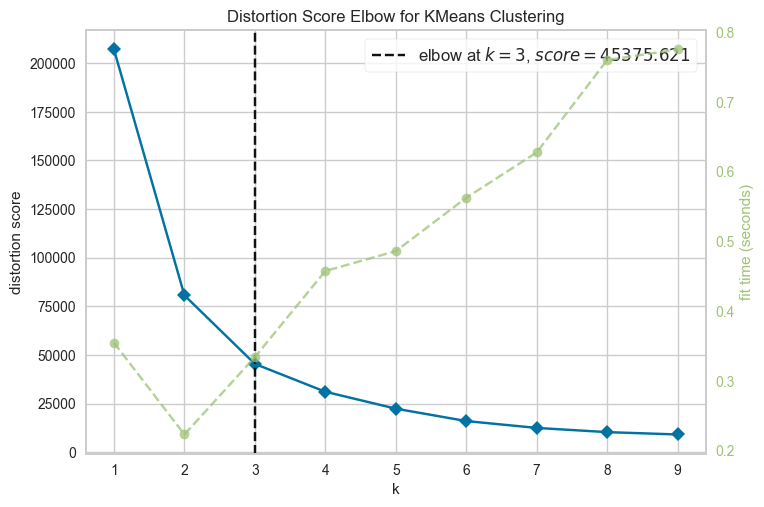 Distortion Score Elbow for KMeans Clustering
elbow at k = 3, score = 45375.621
distortion score
200000
175000
150000
125000
100000
75000
50000
25000
0
0.8
0.7
0.6
0.5
0.4
0.3
0.2
fit time (seconds)
1 2 3 4 5 6 7 8 9
k